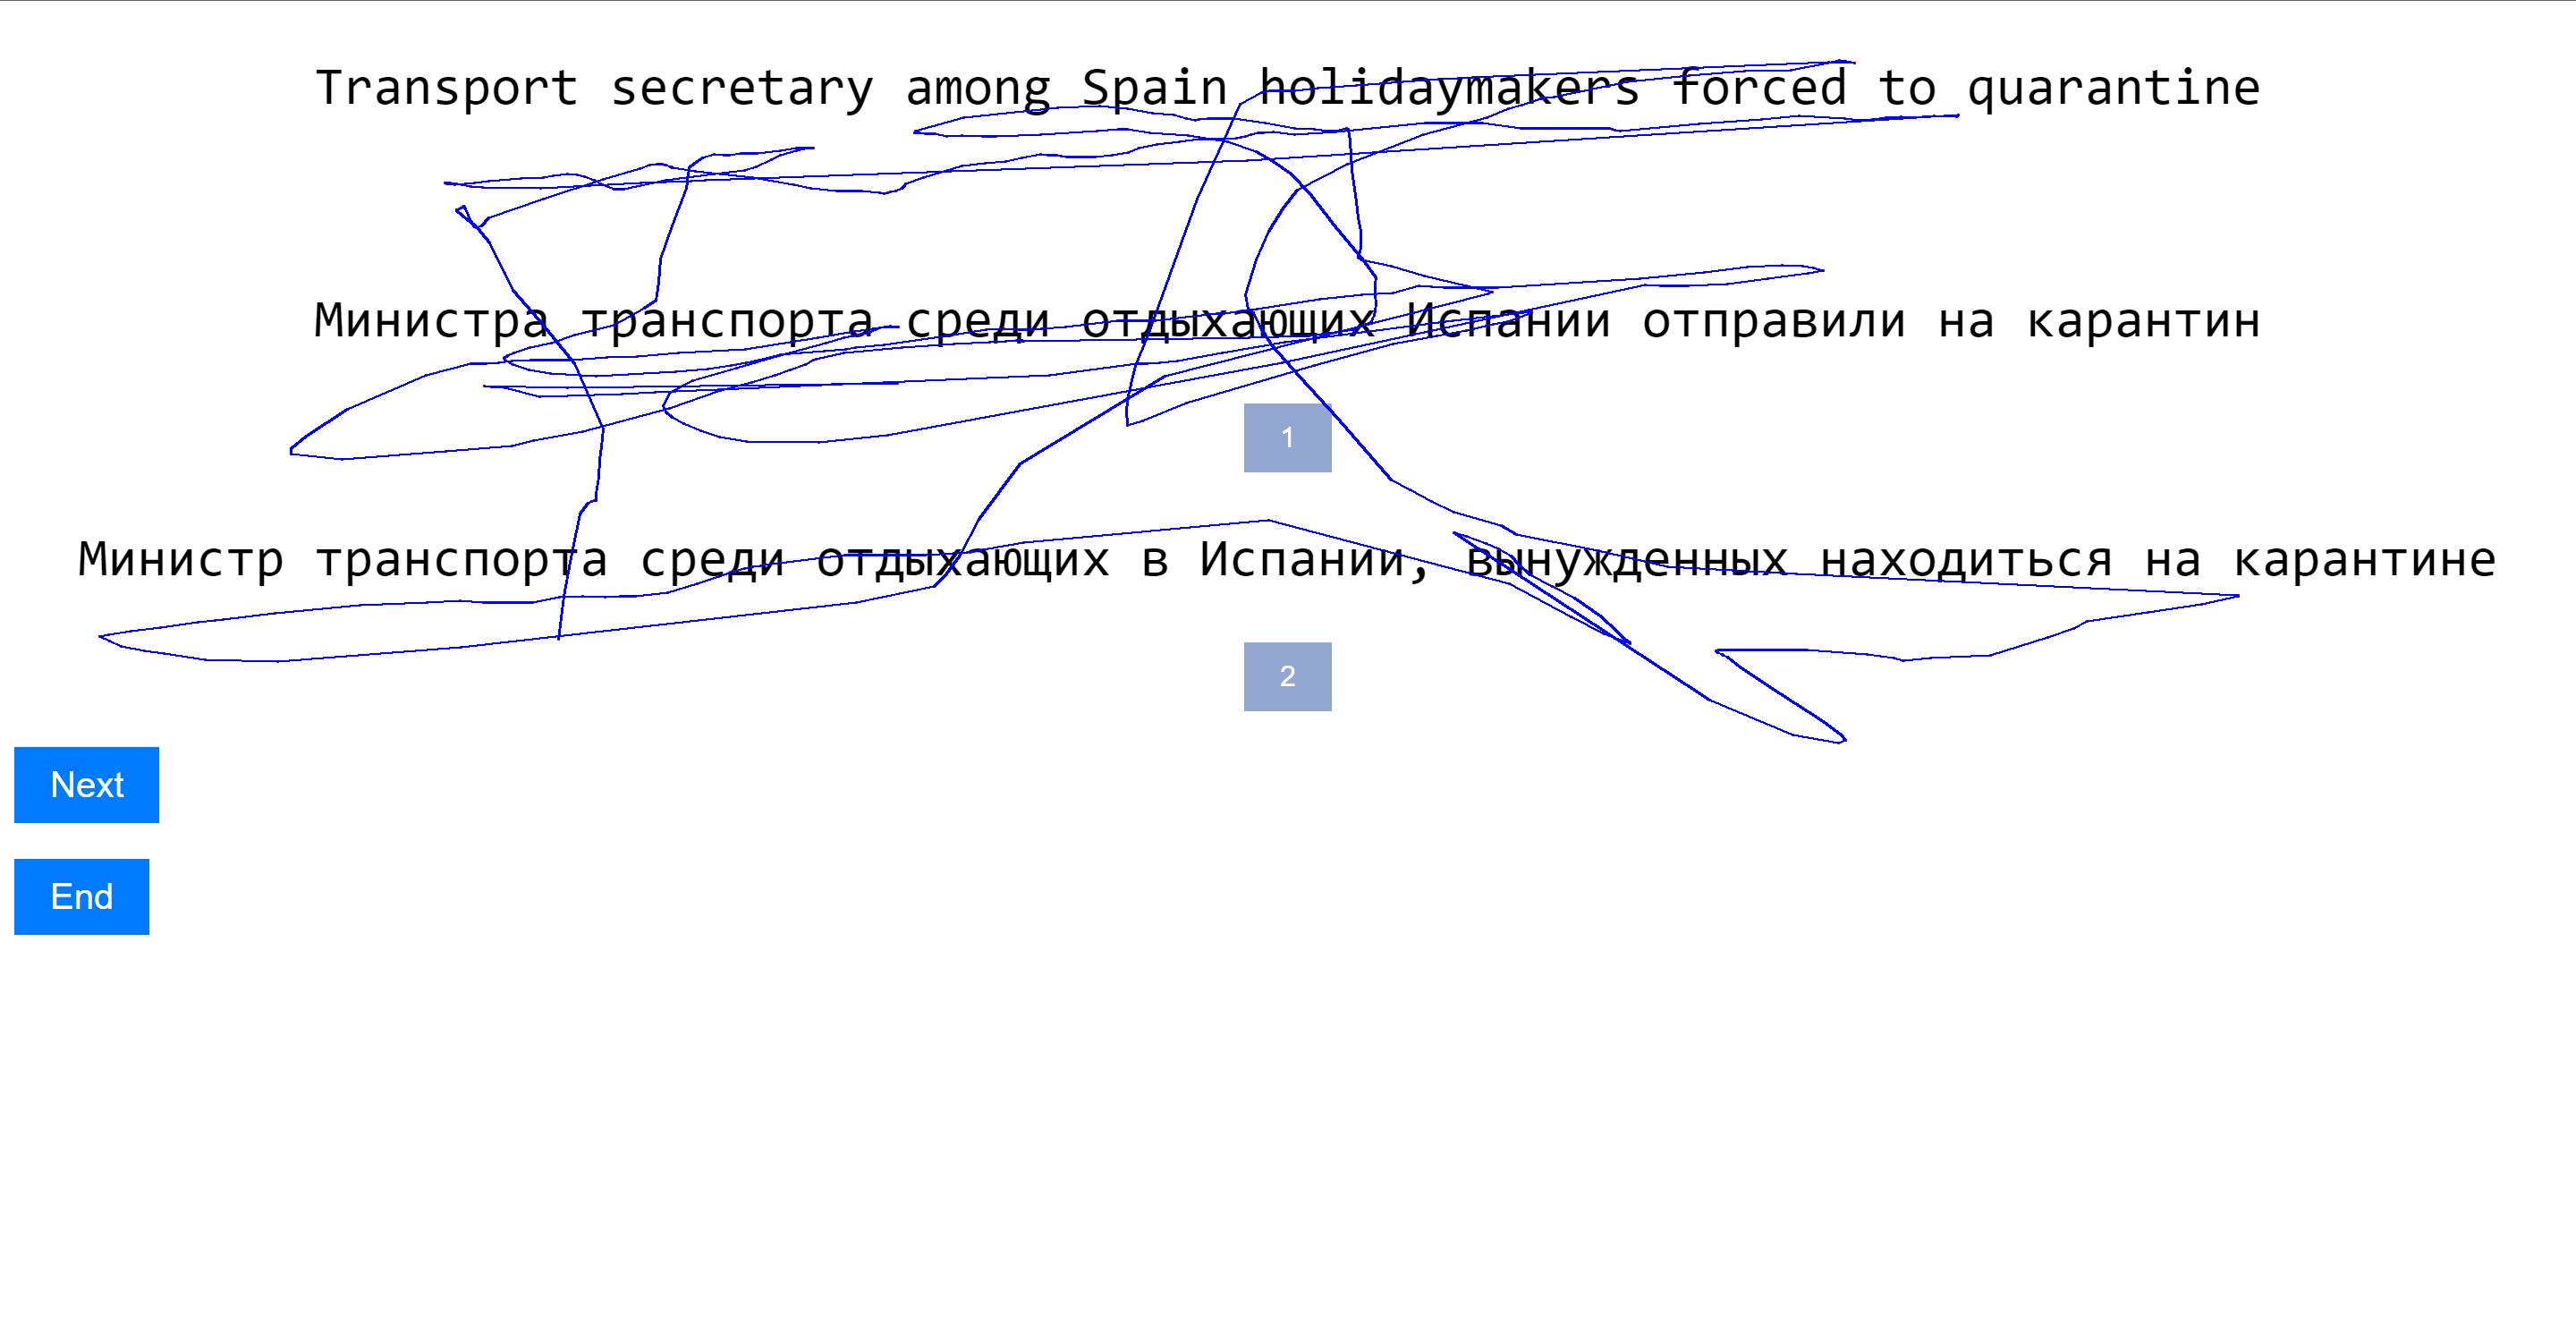 Transport secretary among Spain holidaymakers forced to quarantine
Министра транспорта среди отдыхающих Испании отправили на карантин
1
Министр транспорта среди отдыхающих в Испании, вынужденных находиться на карантине
2
Next
End